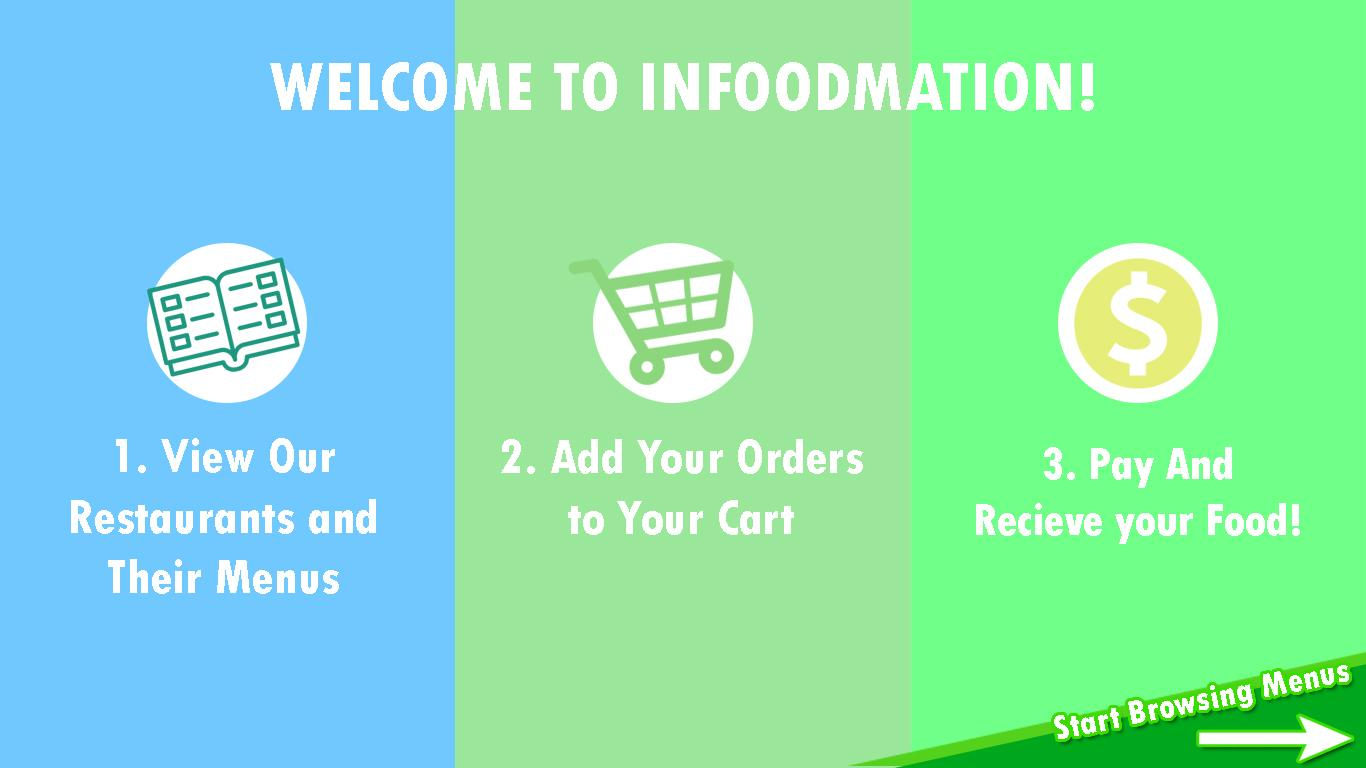 WELCOME TO INFOODMATION!
1. View Our
Restaurants and
Their Menus
2. Add Your Orders
to Your Cart
$
3. Pay And
Recieve your Food!
Start Browsing Menus